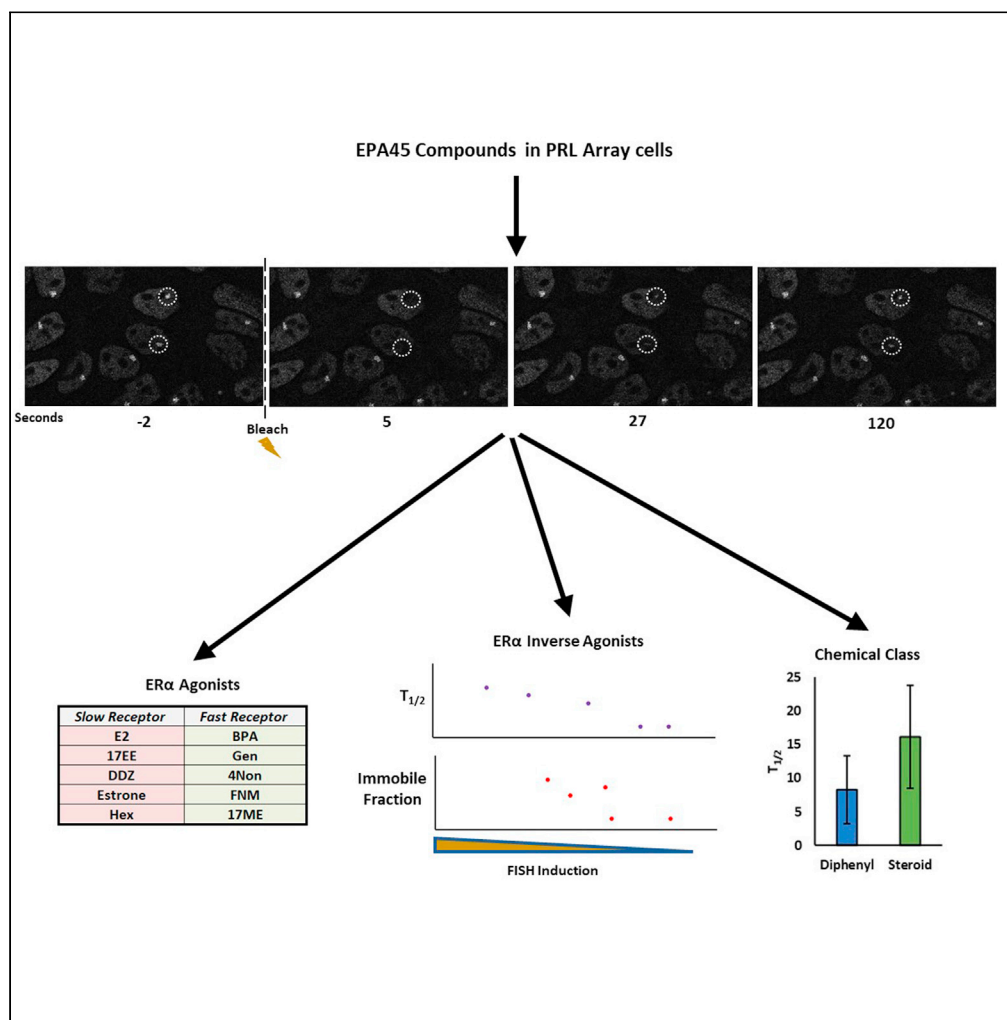 EPA45 Compounds in PRL Array cells
Seconds -2 5 27 120
Bleach
ERα Agonists
Slow Receptor Fast Receptor
E2 BPA
17EE Gen
DDZ 4Non
Estrone FNM
Hex 17ME
ERα Inverse Agonists
T1/2
Immobile
Fraction
FISH Induction
Chemical Class
T1/2
25
20
15
10
5
0
Diphenyl Steroid